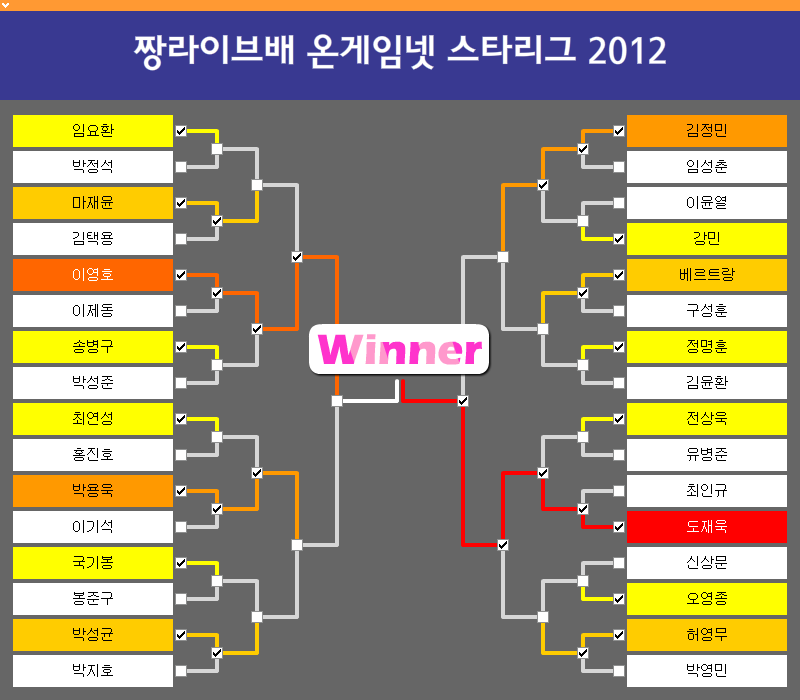 짱라이브배 온게임넷 스타리그 2012
임요환
박정석
마재윤
김택용
이영호
이제동
송병구
박성준
최연성
홍진호
박용욱
이기석
국기봉
봉준구
박성균
박지호
Winner
김정민
임성춘
이윤열
강민
베르트랑
구성훈
정명훈
김윤환
전상욱
유병준
최인규
도재욱
신상문
오영종
허영무
박영민